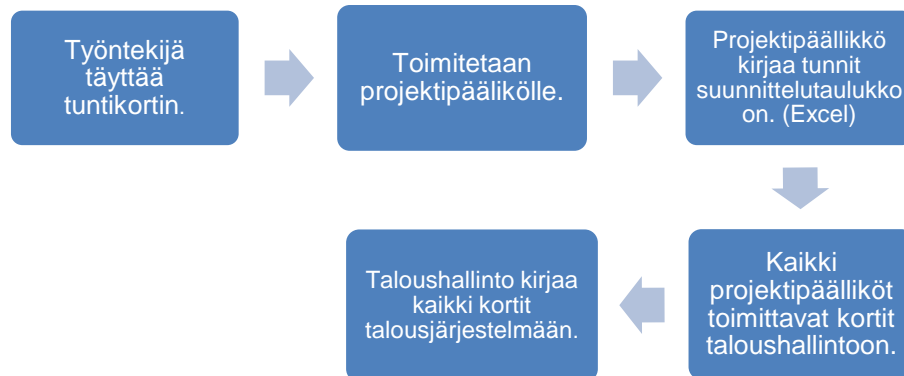 Työntekijä
täyttää
tuntikortin.
Toimitetaan
projektipäälikölle.
Projektipäällikkö
kirjaa tunnit
suunnittelutaulukko
on. (Excel)
Kaikki
projektipäälliköt
toimittavat kortit
taloushallintoon.
Taloushallinto kirjaa
kaikki kortit
talousjärjestelmään.